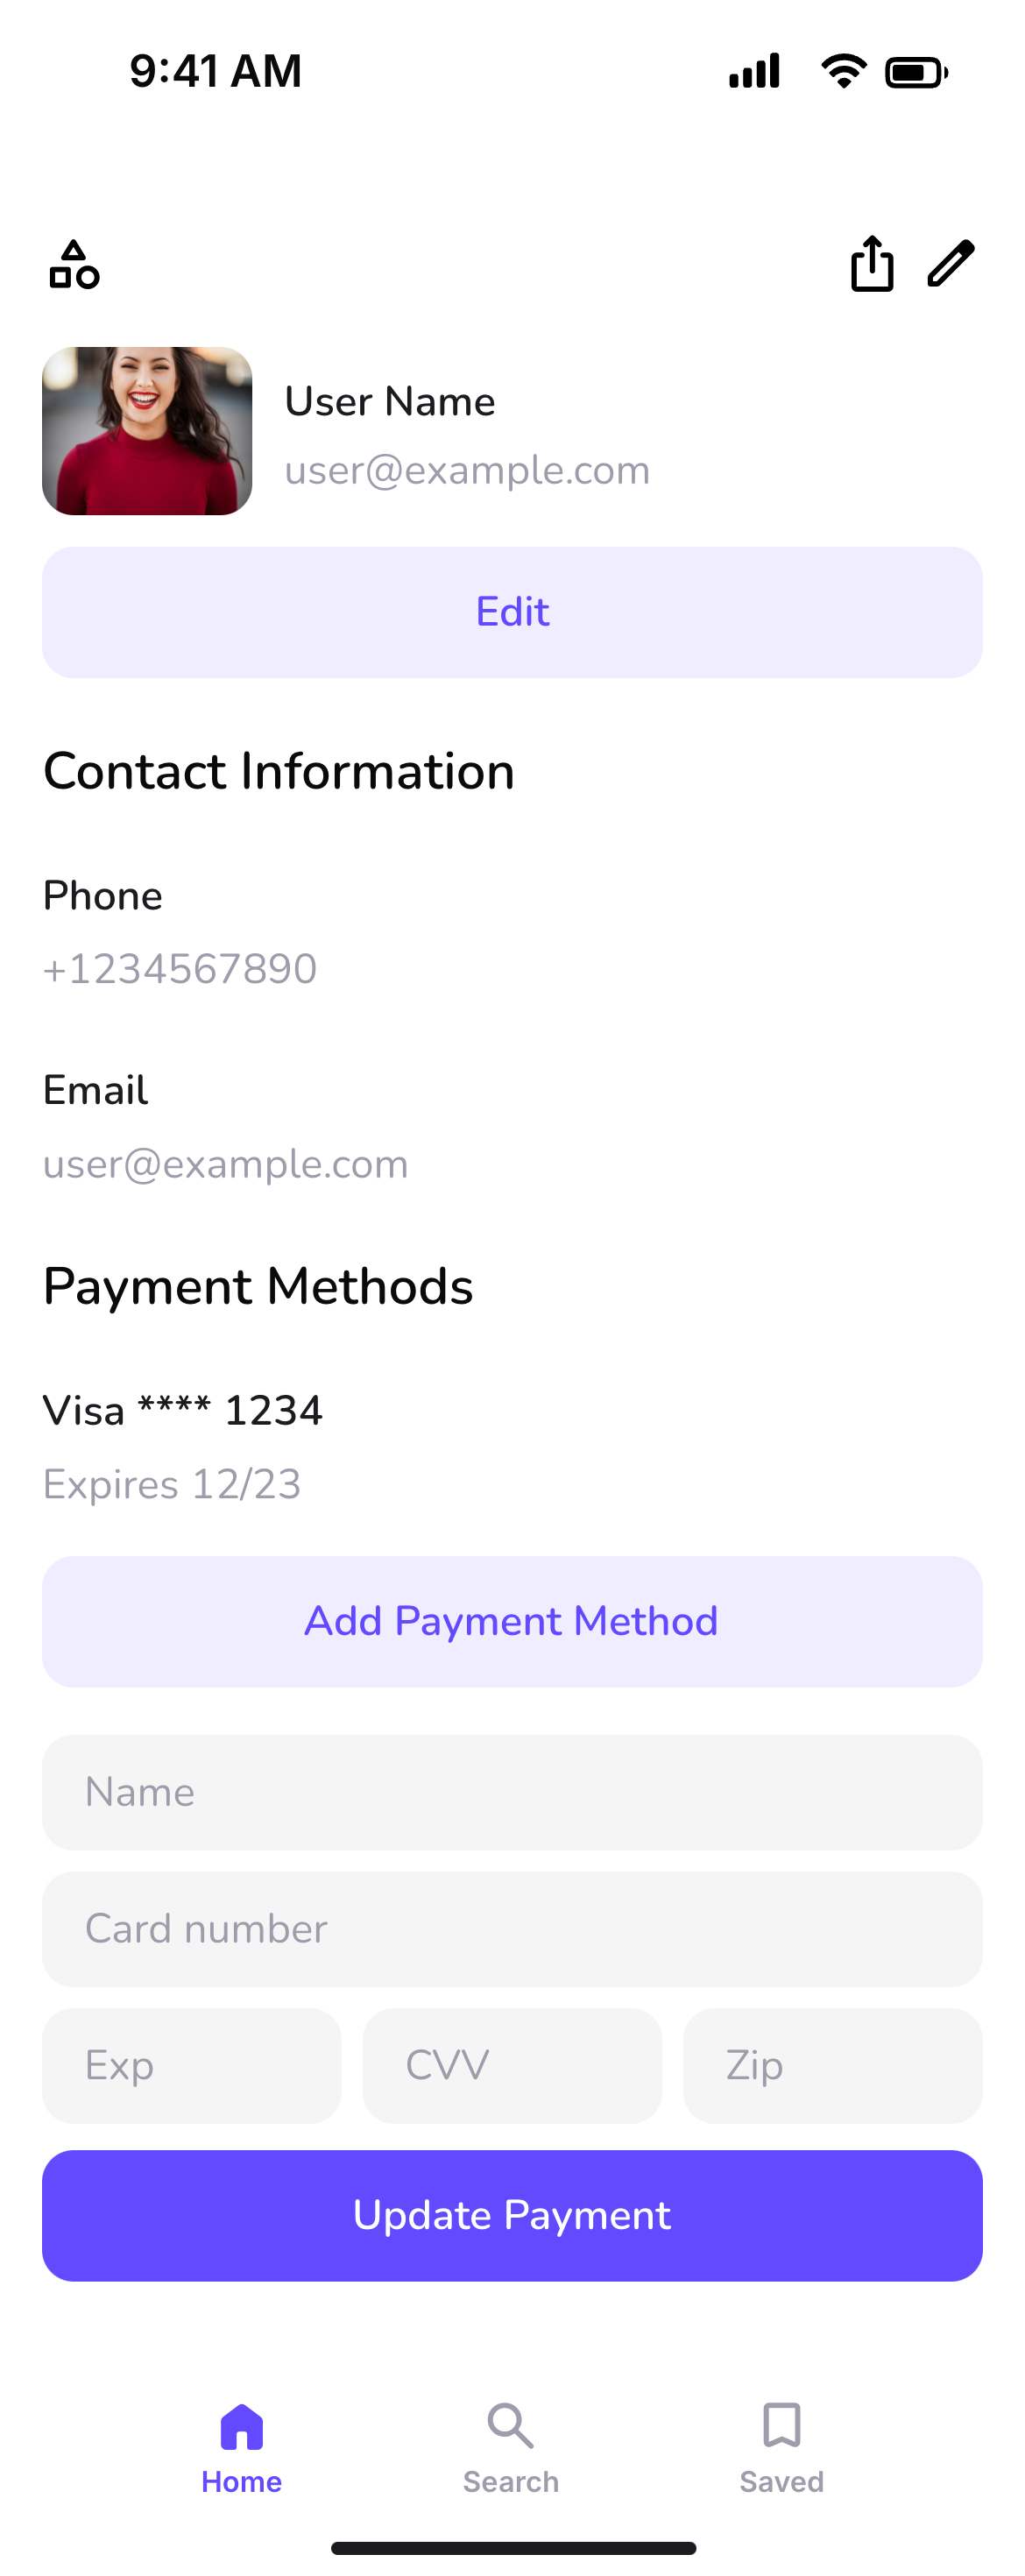 9:41 AM
User Name
user@example.com
Edit
Contact Information
Phone
+1234567890
Email
user@example.com
Payment Methods
Visa **** 1234
Expires 12/23
Add Payment Method
Name
Card number
Exp CVV Zip
Update Payment
Home Search Saved